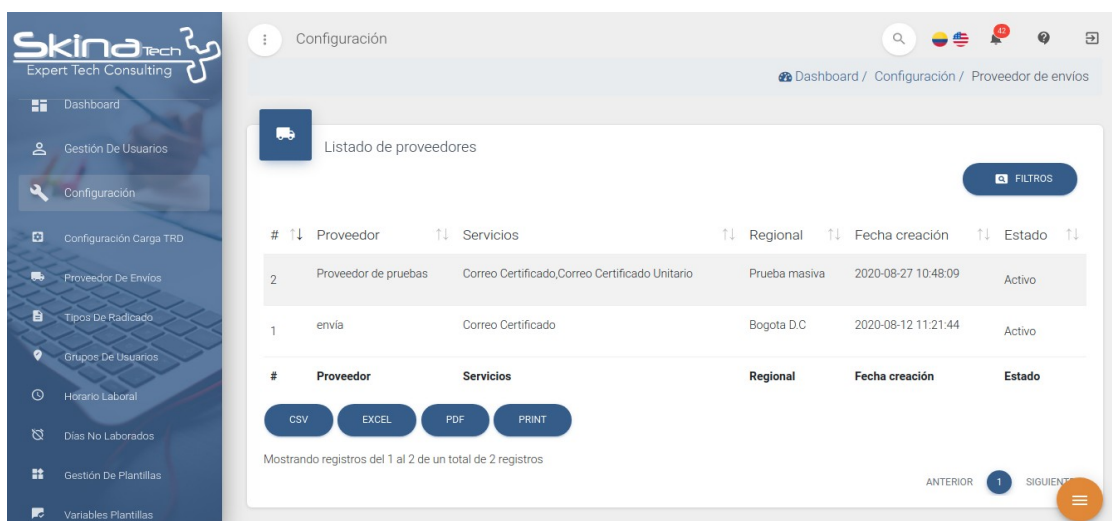 Skina Tech
Expert Tech Consulting
Dashboard
Gestión De Usuarios
Configuración
Configuración Carga TRD
Proveedor De Envíos
Tipos De Radicado
Grupos De Usuarios
Horario Laboral
Días No Laborados
Gestión De Plantillas
Variables Plantillas
Configuración
42
Dashboard / Configuración / Proveedor de envíos
Listado de proveedores
FILTROS
# Proveedor Servicios Regional Fecha creación Estado
2 Proveedor de pruebas Correo Certificado,Correo Certificado Unitario Prueba masiva 2020-08-27 10:48:09 Activo
1 envía Correo Certificado Bogota D.C 2020-08-12 11:21:44 Activo
# Proveedor Servicios Regional Fecha creación Estado
CSV EXCEL PDF PRINT
Mostrando registros del 1 al 2 de un total de 2 registros
ANTERIOR 1 SIGUIENT